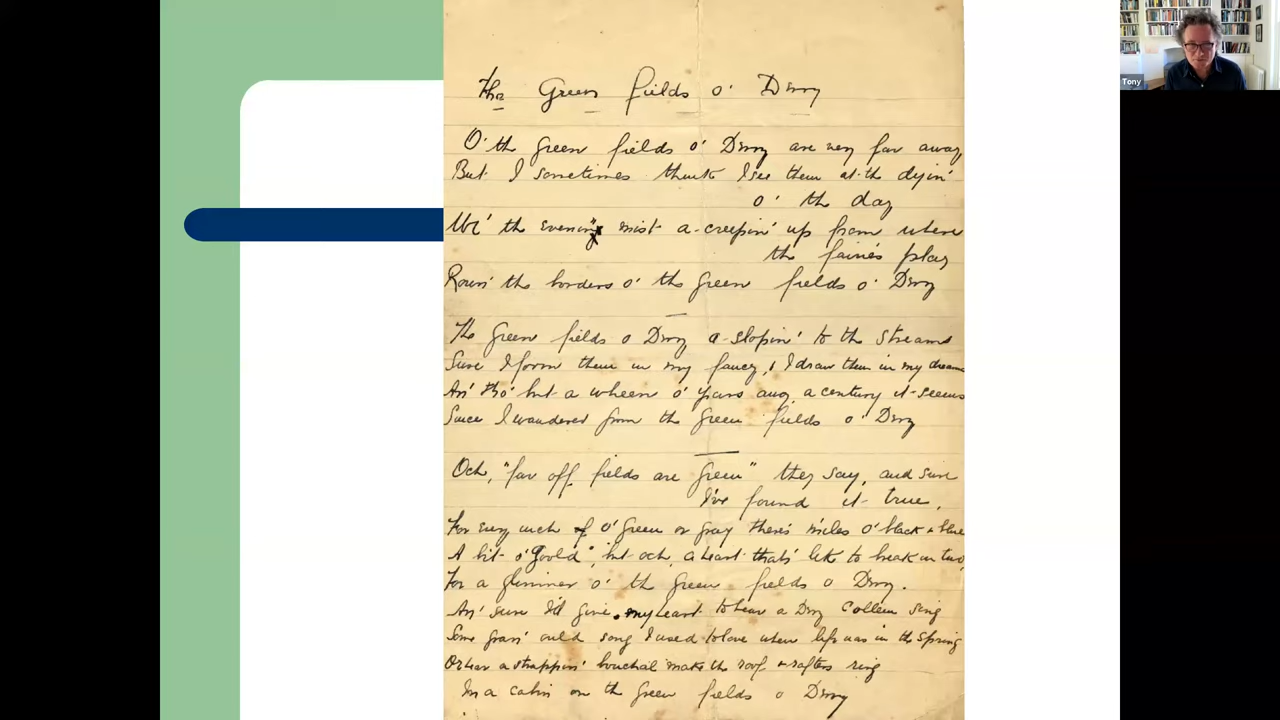 The Green fields o' Derry
O' the green fields o' Derry are very far away
But I sometimes think I see them at the dyin'
o' the day
Wi' the evenin' mist a-creepin' up from where
the fairies play
Roun' the borders o' the green fields o' Derry
The green fields o Derry a-slopin' to the streams
Sure I form them in my fancy, & I draw them in my dreams
An' tho' but a wheen o' years ago, a century it seems
Since I wandered from the green fields o' Derry
Och, "far off fields are green" they say, and sure
I've found it true,
For every inch o' green or gray there's miles o' black & blue
A bit o' "goold", but och, a heart that's like to break in two,
For a glimmer o' the green fields o Derry.
An' sure I'd give my heart to hear a Derry Colleen sing
Some gran' ould song I used to love when life was in the spring
Or hear a strappin' bouchal make the roof & rafters ring
In a cabin on the green fields o Derry
Tony